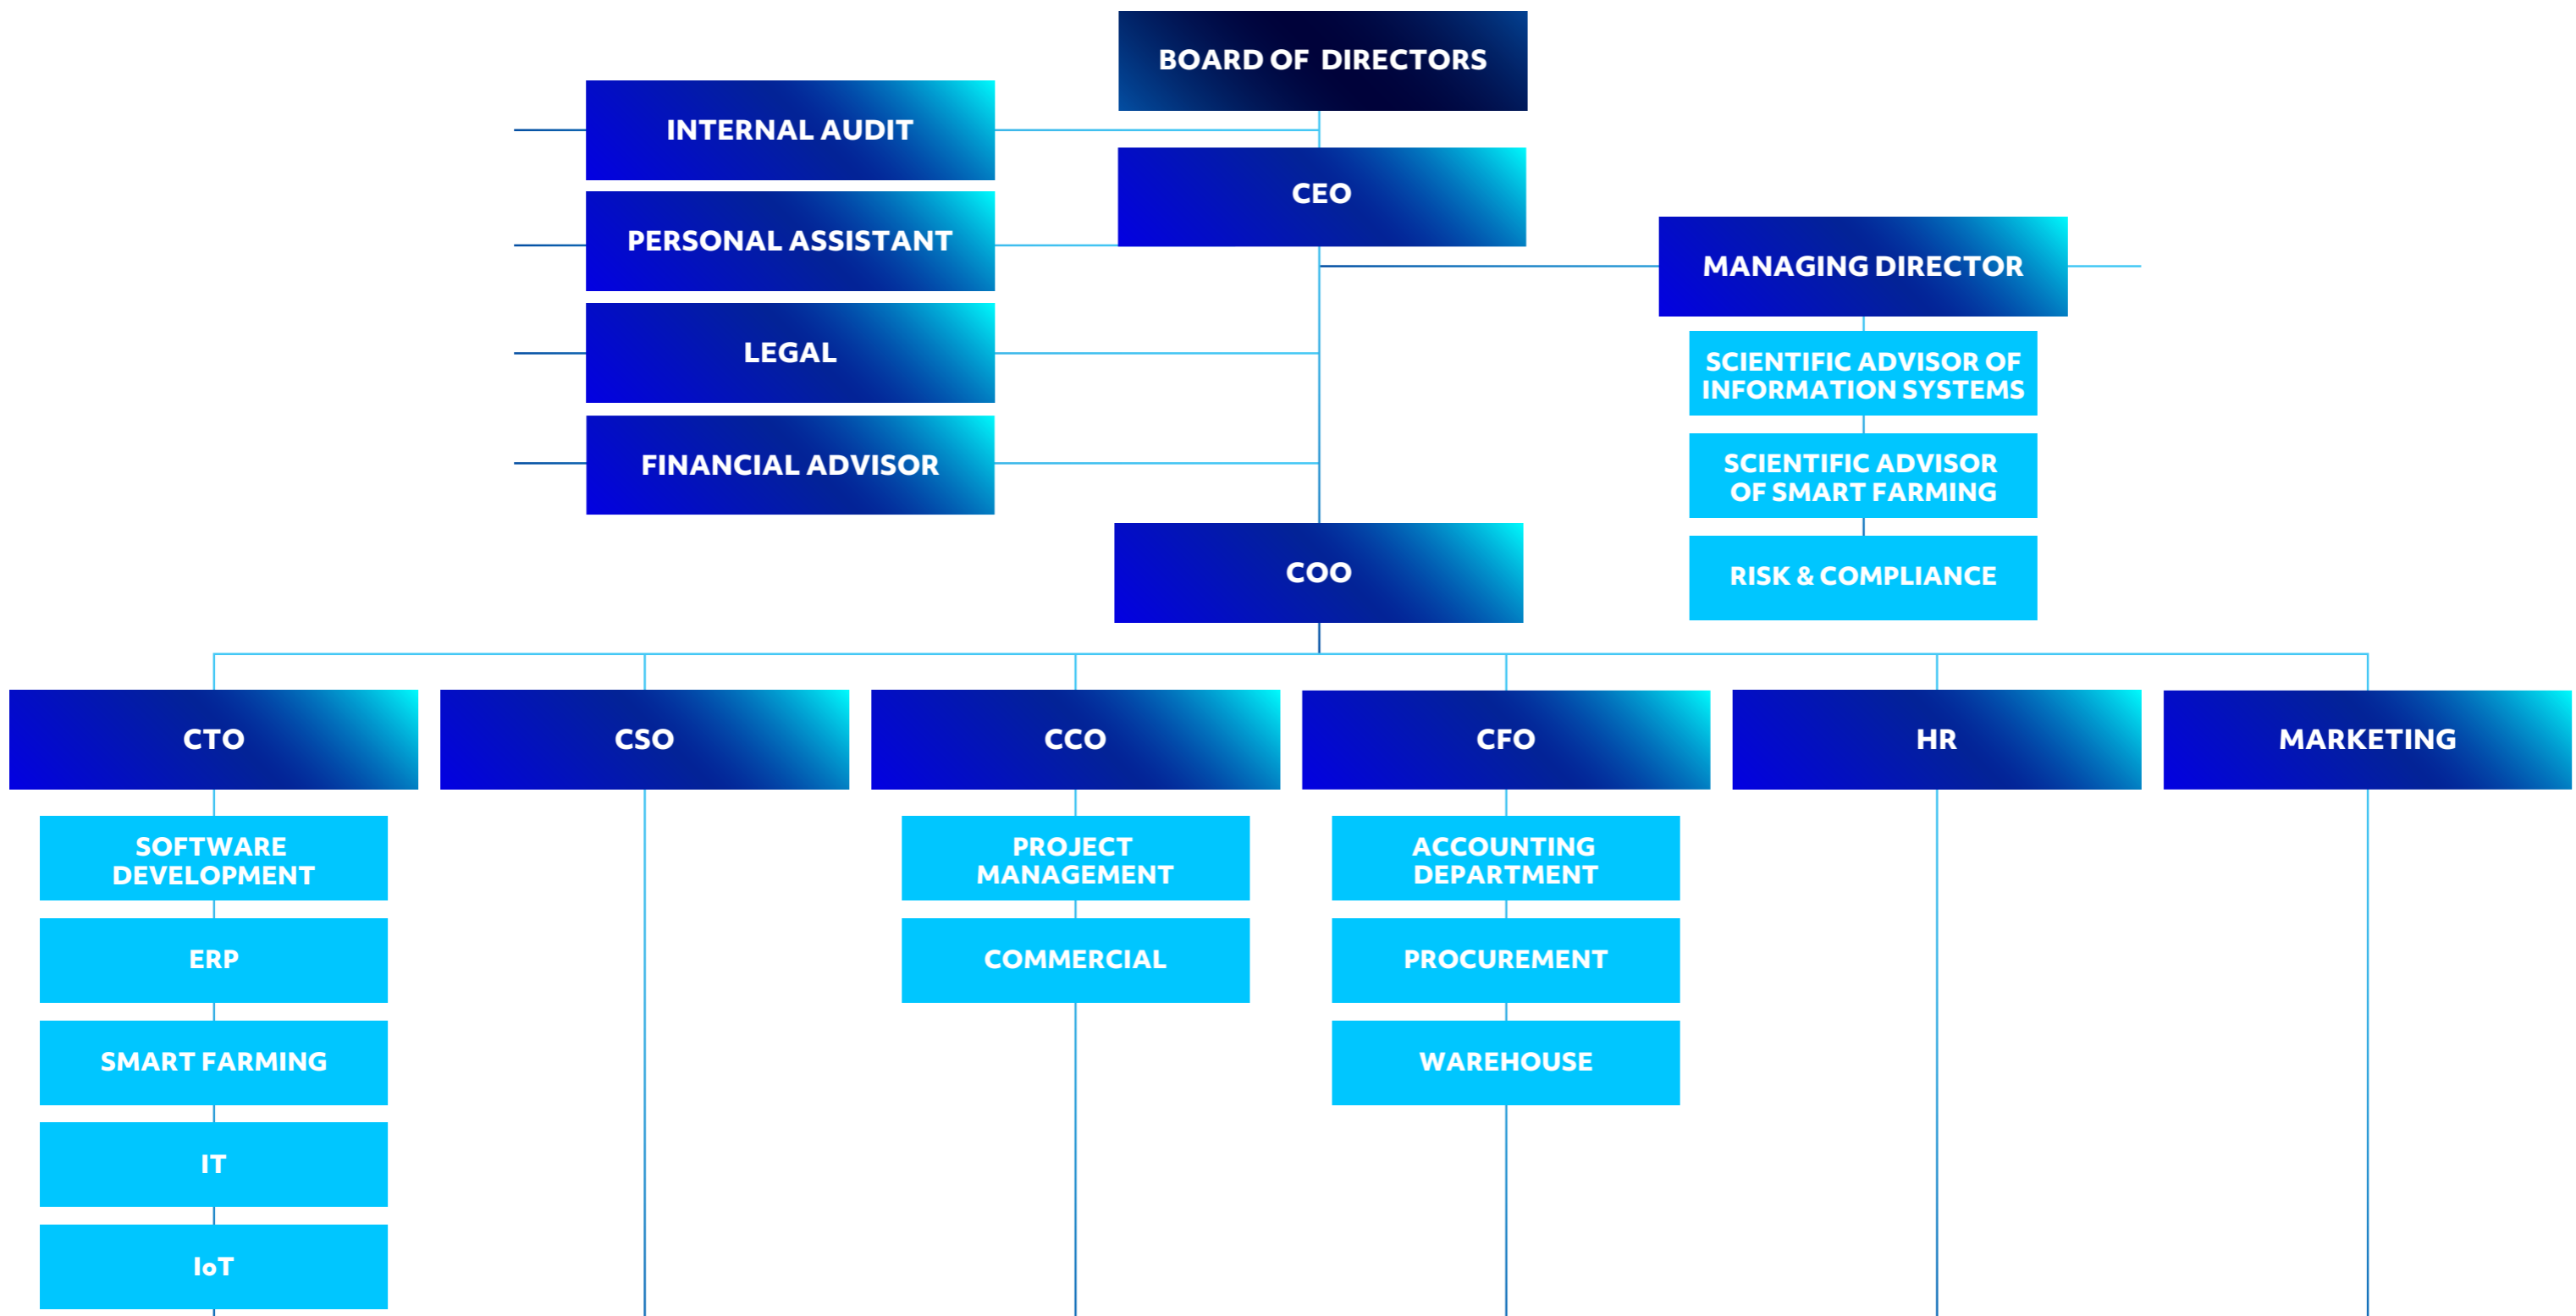 BOARD OF DIRECTORS
INTERNAL AUDIT
CEO
PERSONAL ASSISTANT
MANAGING DIRECTOR
LEGAL
SCIENTIFIC ADVISOR OF
INFORMATION SYSTEMS
FINANCIAL ADVISOR
SCIENTIFIC ADVISOR
OF SMART FARMING
COO
RISK & COMPLIANCE
CTO
CSO
CCO
CFO
HR
MARKETING
SOFTWARE
DEVELOPMENT
PROJECT
MANAGEMENT
ACCOUNTING
DEPARTMENT
ERP
COMMERCIAL
PROCUREMENT
SMART FARMING
WAREHOUSE
IT
IoT